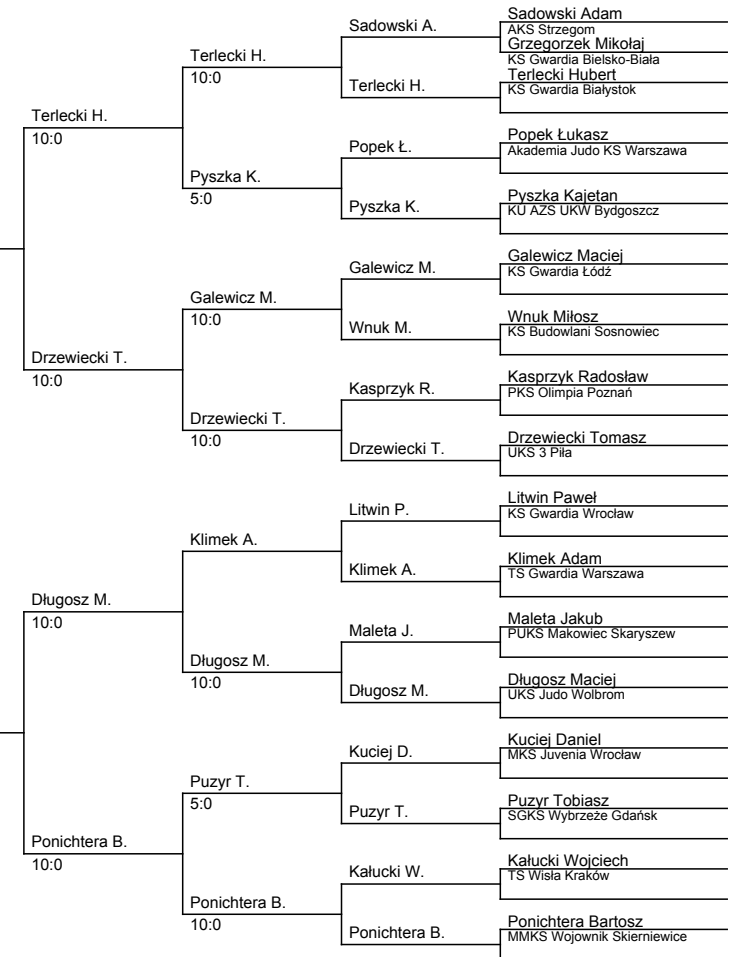 Sadowski Adam
AKS Strzegom
Sadowski A.
Grzegorzek Mikołaj
KS Gwardia Bielsko-Biała
Terlecki H.
10:0
Terlecki Hubert
KS Gwardia Białystok
Terlecki H.
Terlecki H.
10:0
Popek Łukasz
Akademia Judo KS Warszawa
Popek Ł.
Pyszka K.
5:0
Pyszka Kajetan
KU AZS UKW Bydgoszcz
Pyszka K.
Galewicz Maciej
KS Gwardia Łódź
Galewicz M.
Galewicz M.
10:0
Wnuk Miłosz
KS Budowlani Sosnowiec
Wnuk M.
Drzewiecki T.
10:0
Kasprzyk Radosław
PKS Olimpia Poznań
Kasprzyk R.
Drzewiecki T.
10:0
Drzewiecki Tomasz
UKS 3 Piła
Drzewiecki T.
Litwin Paweł
KS Gwardia Wrocław
Litwin P.
Klimek A.
Klimek Adam
TS Gwardia Warszawa
Klimek A.
Długosz M.
10:0
Maleta Jakub
PUKS Makowiec Skaryszew
Maleta J.
Długosz M.
10:0
Długosz Maciej
UKS Judo Wolbrom
Długosz M.
Kuciej Daniel
MKS Juvenia Wrocław
Kuciej D.
Puzyr T.
5:0
Puzyr Tobiasz
SGKS Wybrzeże Gdańsk
Puzyr T.
Ponichtera B.
10:0
Kałucki Wojciech
TS Wisła Kraków
Kałucki W.
Ponichtera B.
10:0
Ponichtera Bartosz
MMKS Wojownik Skierniewice
Ponichtera B.